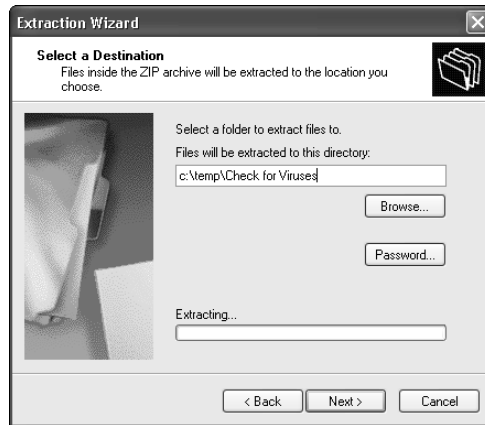 Extraction Wizard
Select a Destination
Files inside the ZIP archive will be extracted to the location you
choose.
Select a folder to extract files to.
Files will be extracted to this directory:
c:\temp\Check for Viruses
Browse...
Password...
Extracting...
< Back
Next >
Cancel